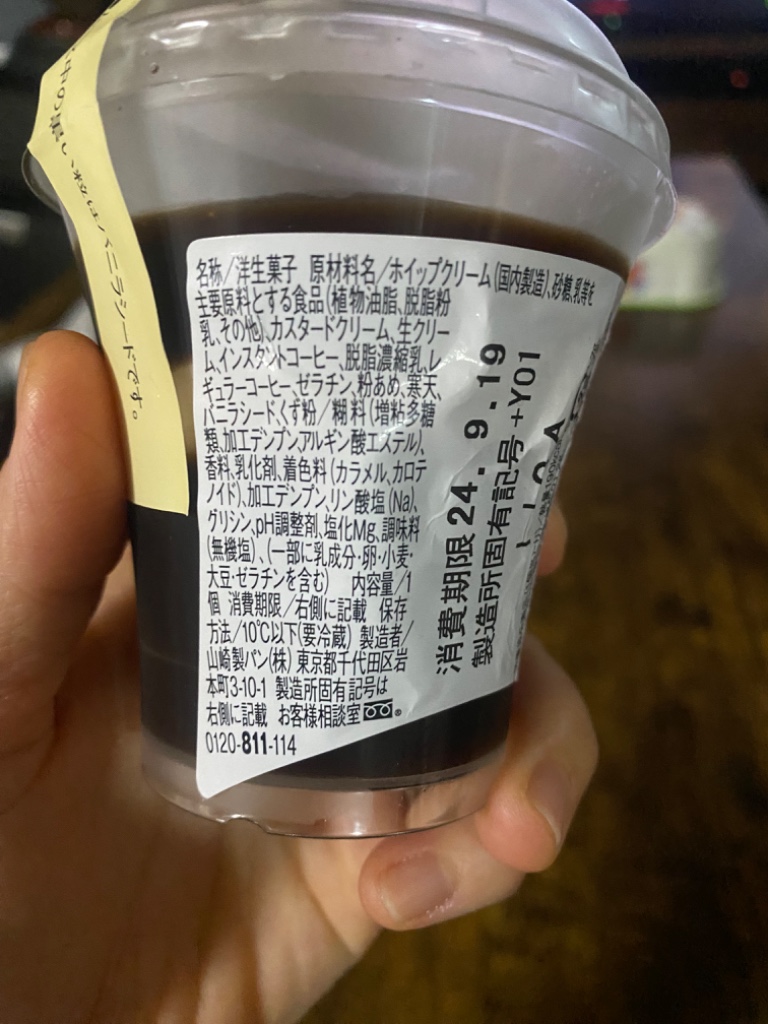 バニラシードです。
名称/洋生菓子 原材料名/ホイップクリーム(国内製造)、砂糖、乳等を
主要原料とする食品(植物油脂、脱脂粉
乳、その他)、カスタードクリーム、生クリー
ム、インスタントコーヒー、脱脂濃縮乳、レ
ギュラーコーヒー、ゼラチン、粉あめ、寒天、
バニラシード、くず粉/糊料(増粘多糖
類、加工デンプン、アルギン酸エステル)、
香料、乳化剤、着色料(カラメル、カロテ
ノイド)、加工デンプン、リン酸塩(Na)、
グリシン、pH調整剤、塩化Mg、調味料
(無機塩)、(一部に乳成分・卵・小麦・
大豆・ゼラチンを含む) 内容量/1
個 消費期限/右側に記載 保存
方法/10℃以下(要冷蔵) 製造者/
山崎製パン(株) 東京都千代田区岩
本町3-10-1 製造所固有記号は
右側に記載 お客様相談室
0120-811-114
消費期限 24.9.19
製造所固有記号 +Y01